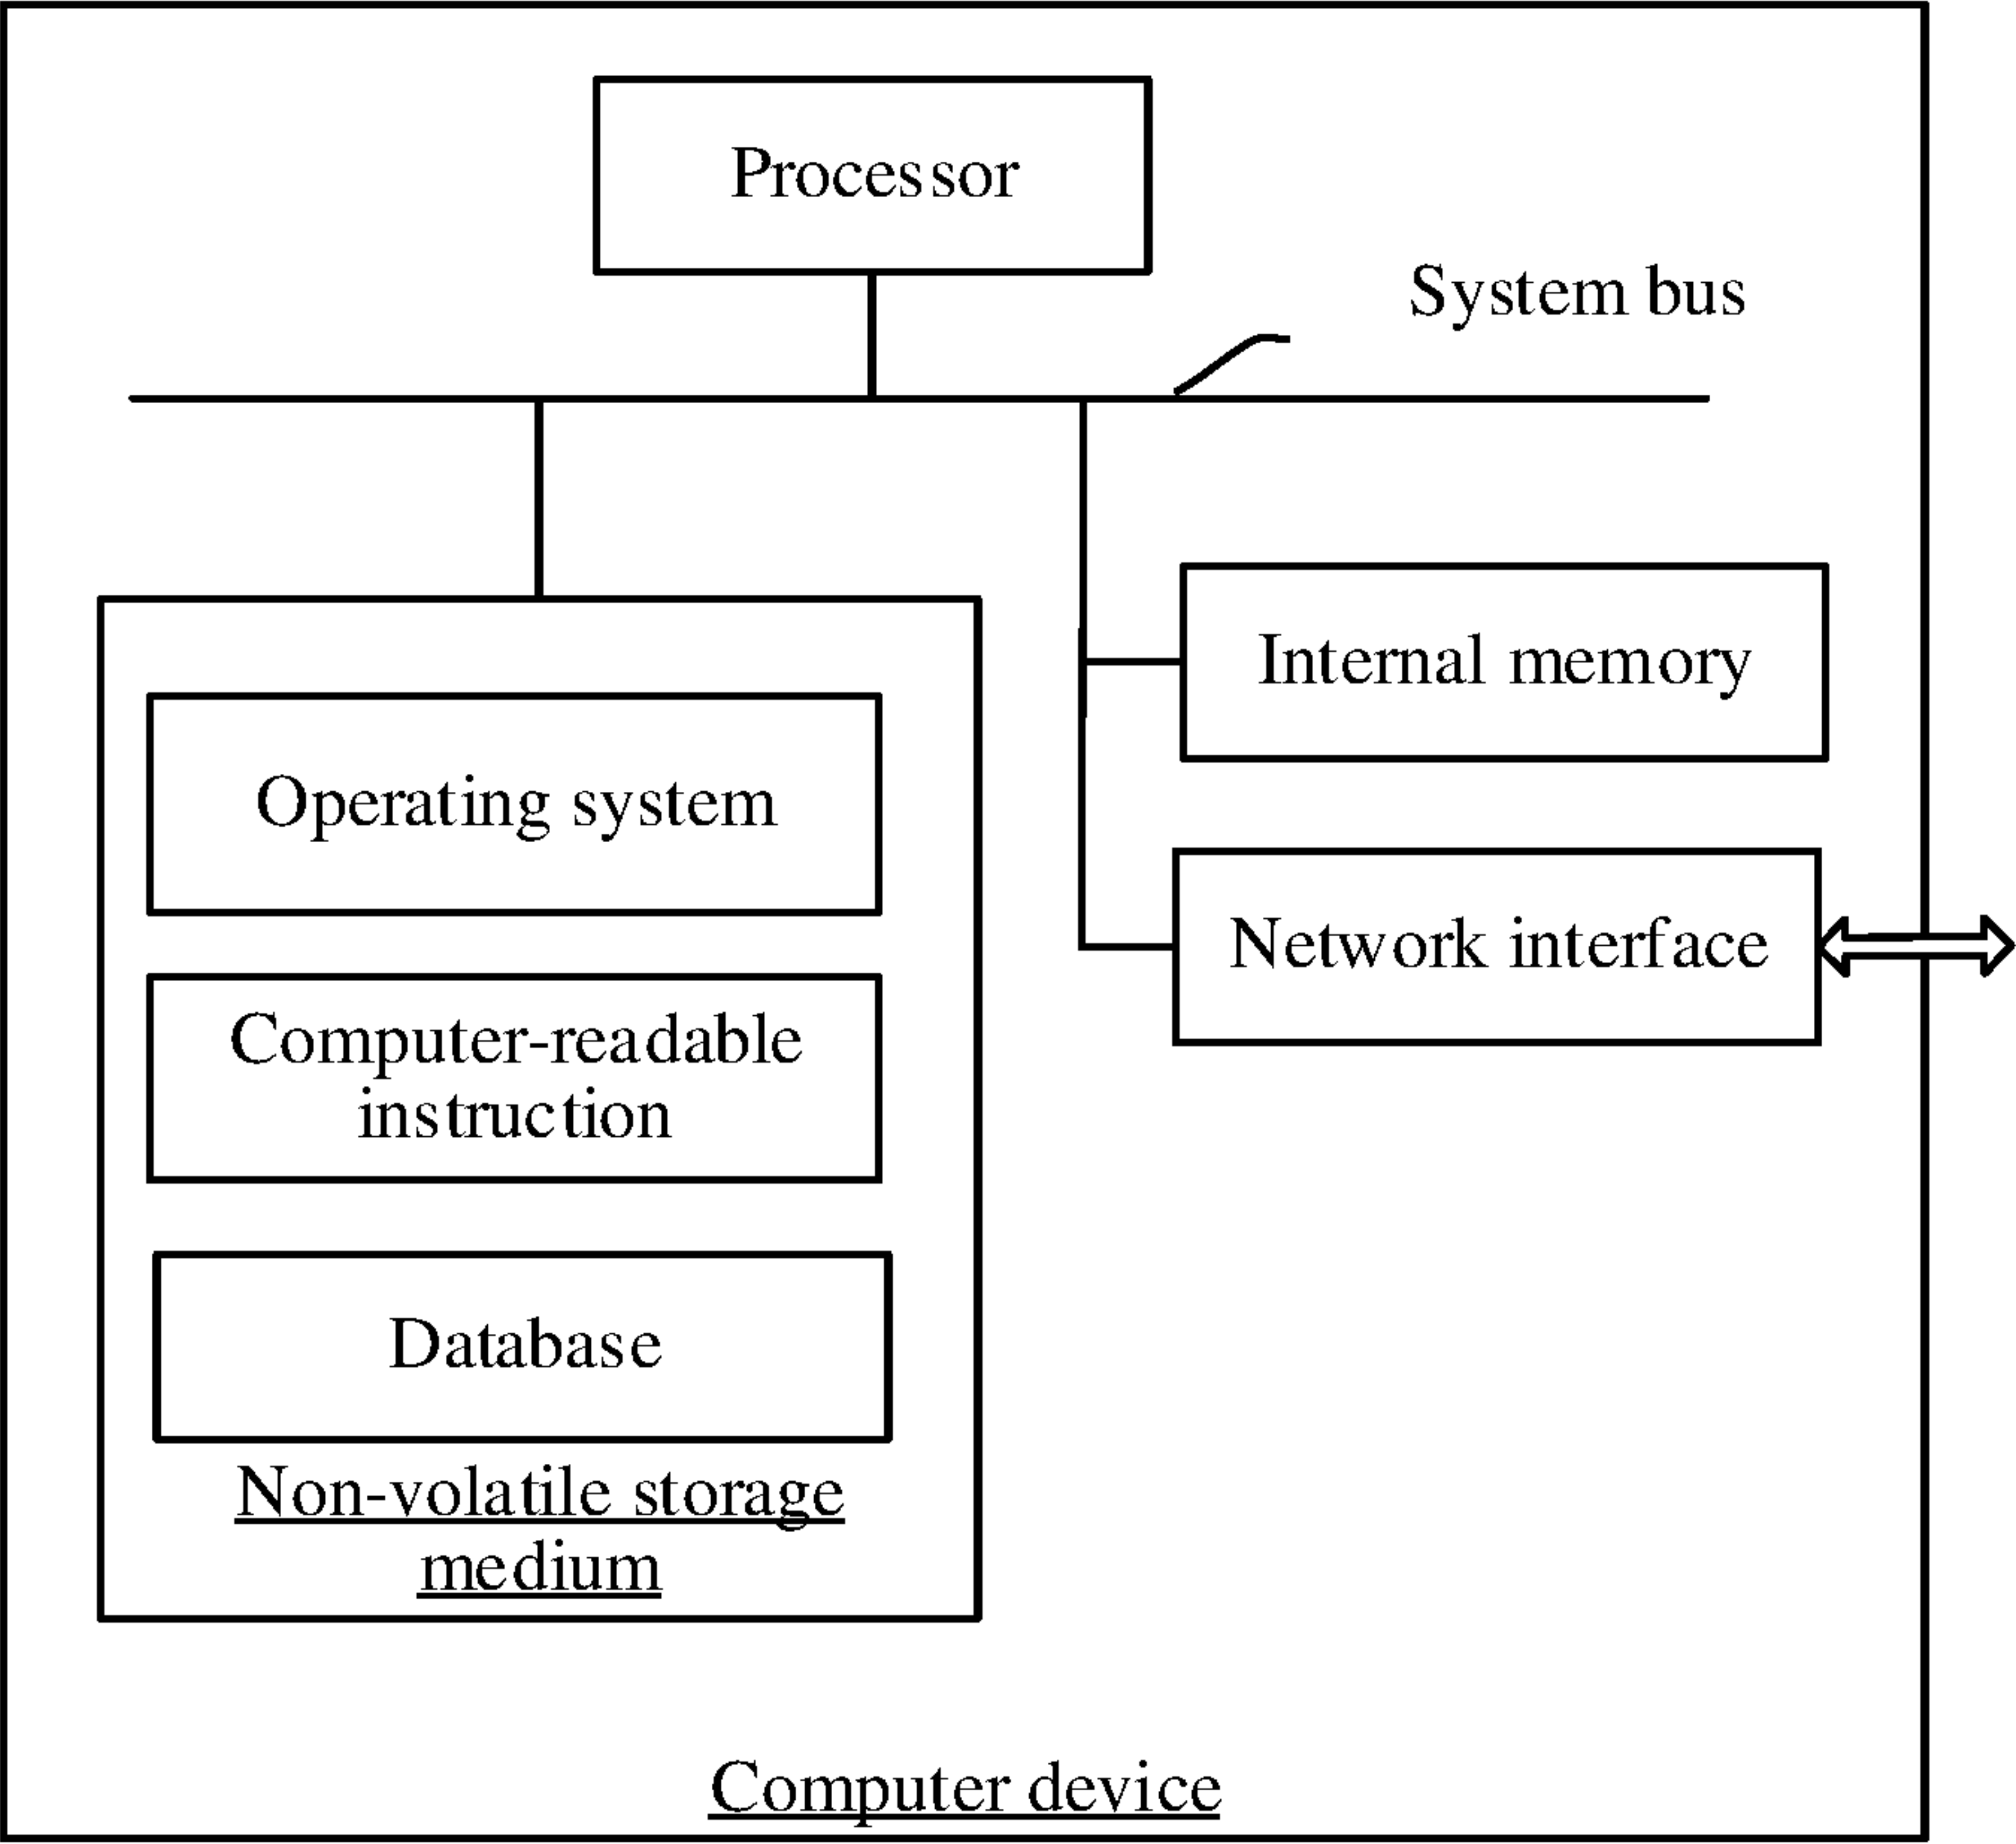 Processor
System bus
Internal memory
Operating system
Network interface
Computer-readable
instruction
Database
Non-volatile storage
medium
Computer device